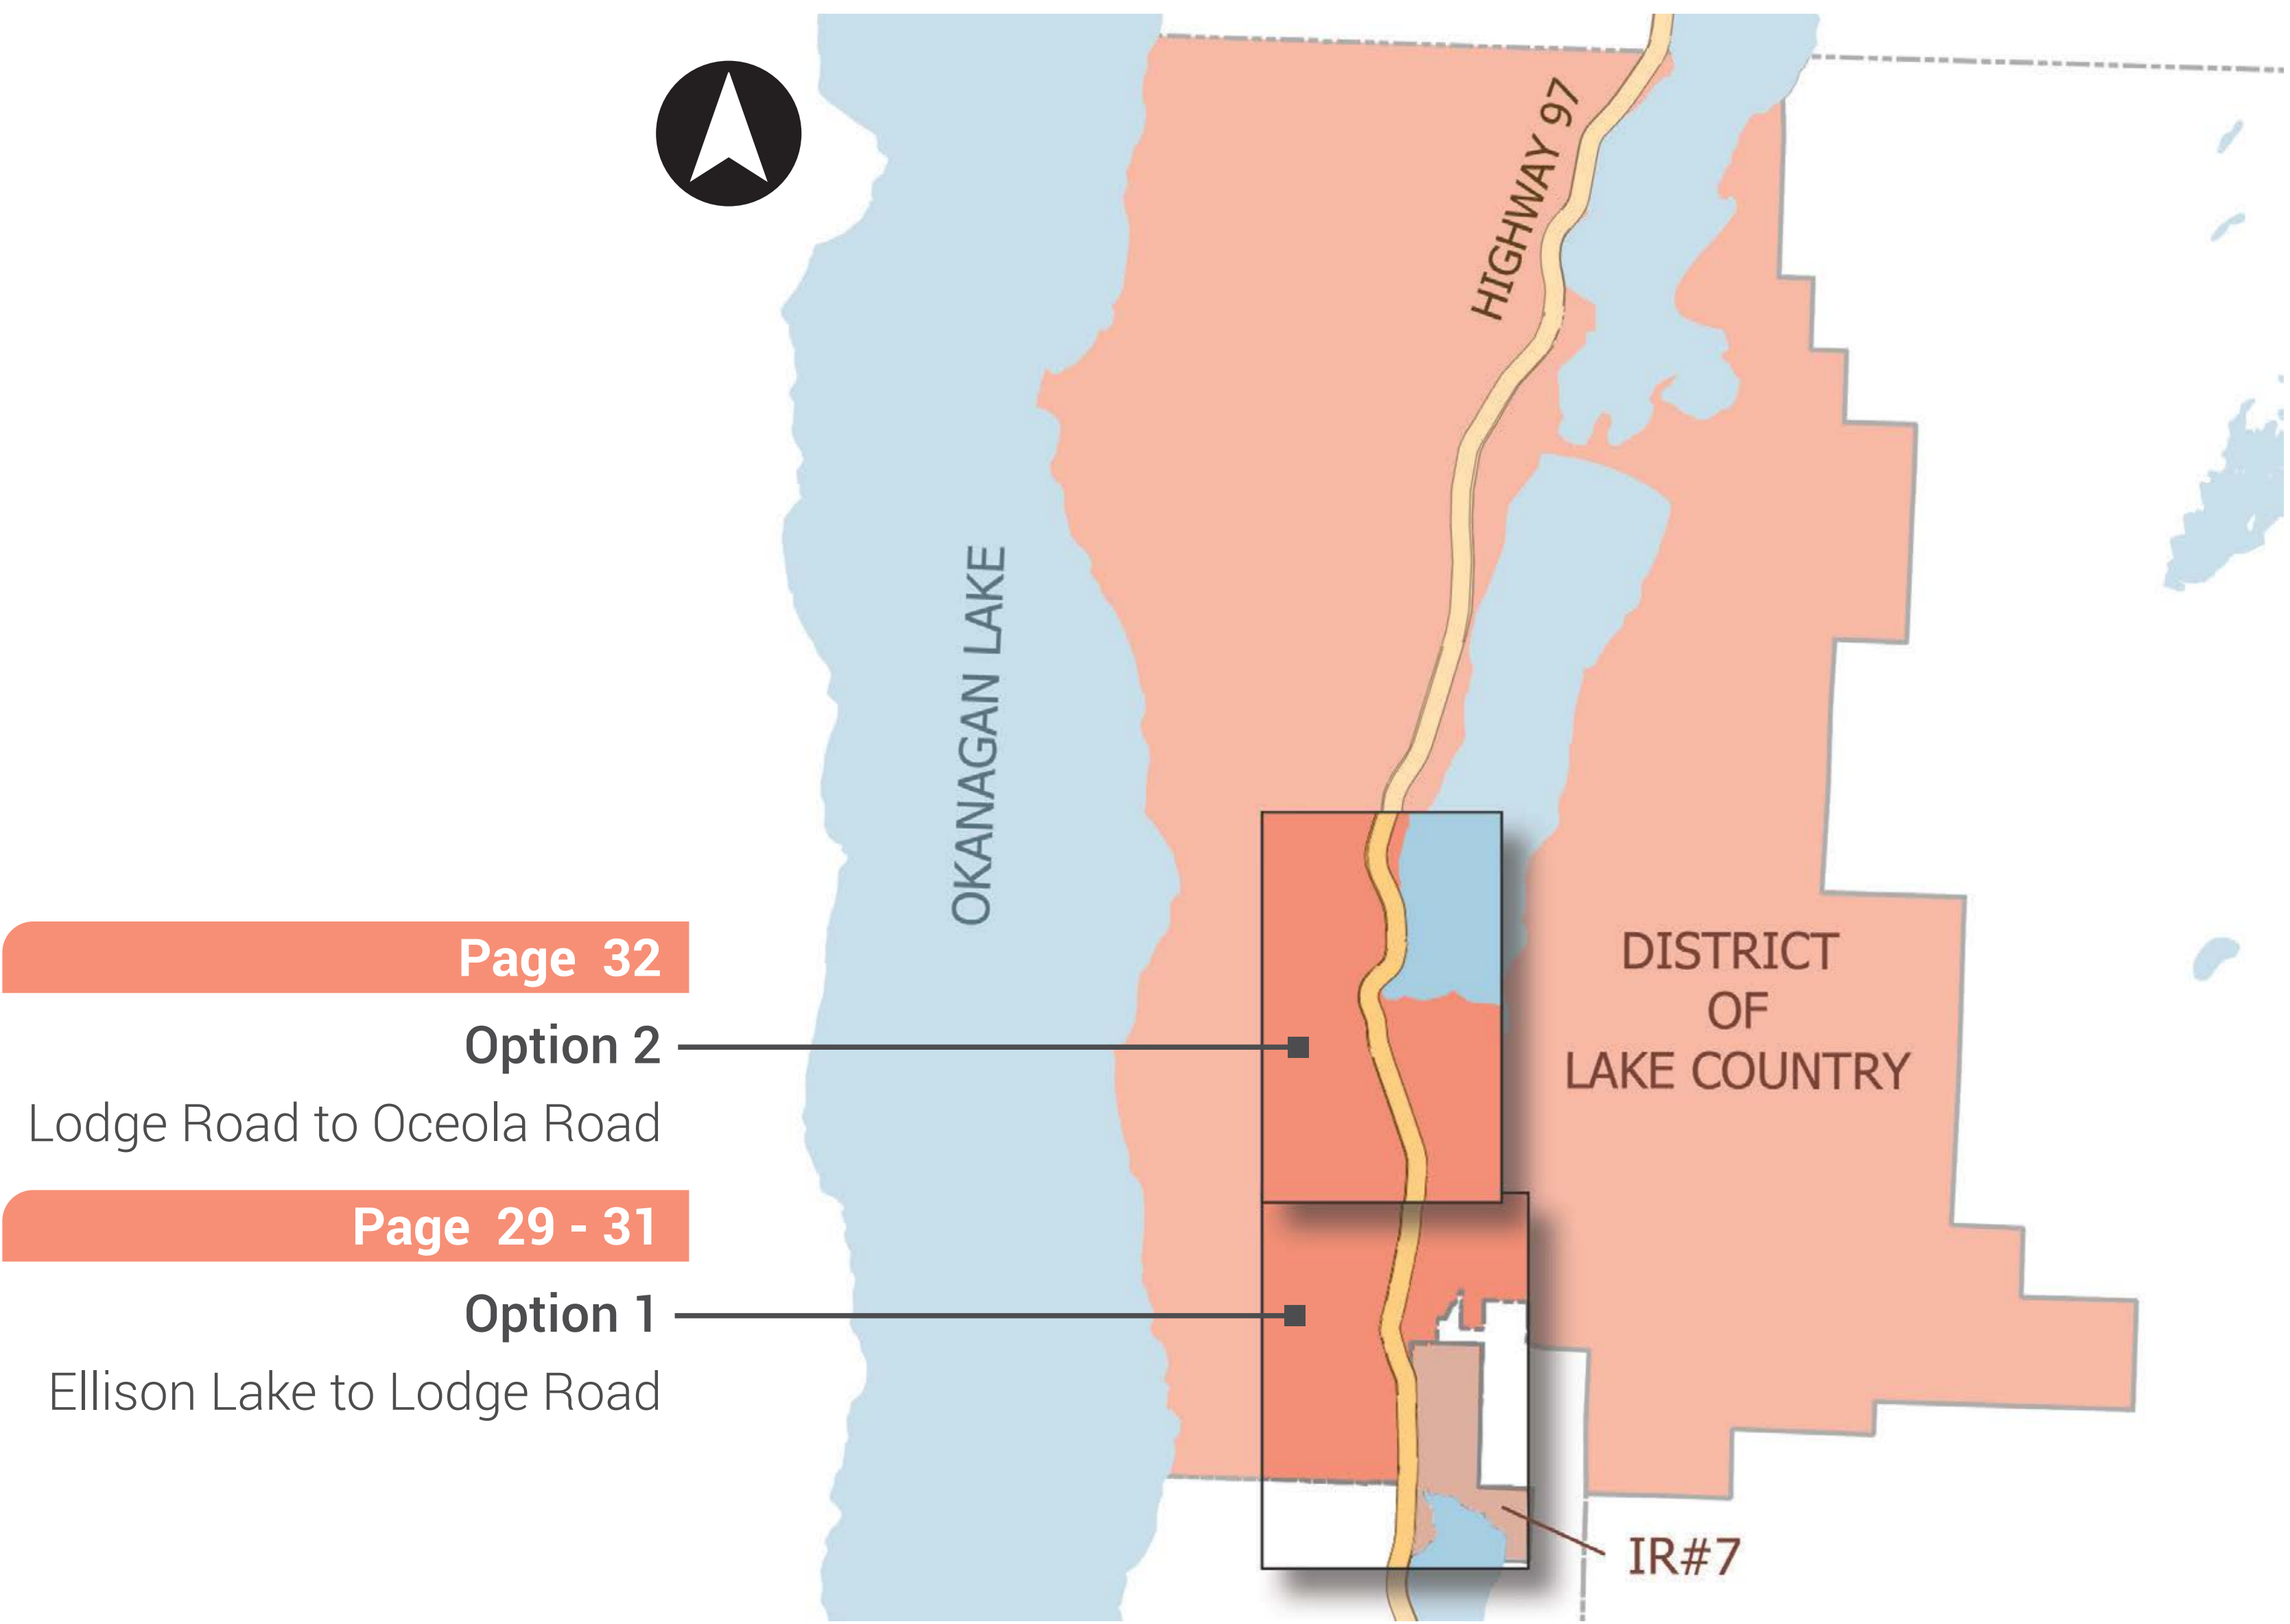 HIGHWAY 97
OKANAGAN LAKE
Page 32
Option 2
Lodge Road to Oceola Road
Page 29 - 31
Option 1
Ellison Lake to Lodge Road
DISTRICT
OF
LAKE COUNTRY
IR#7